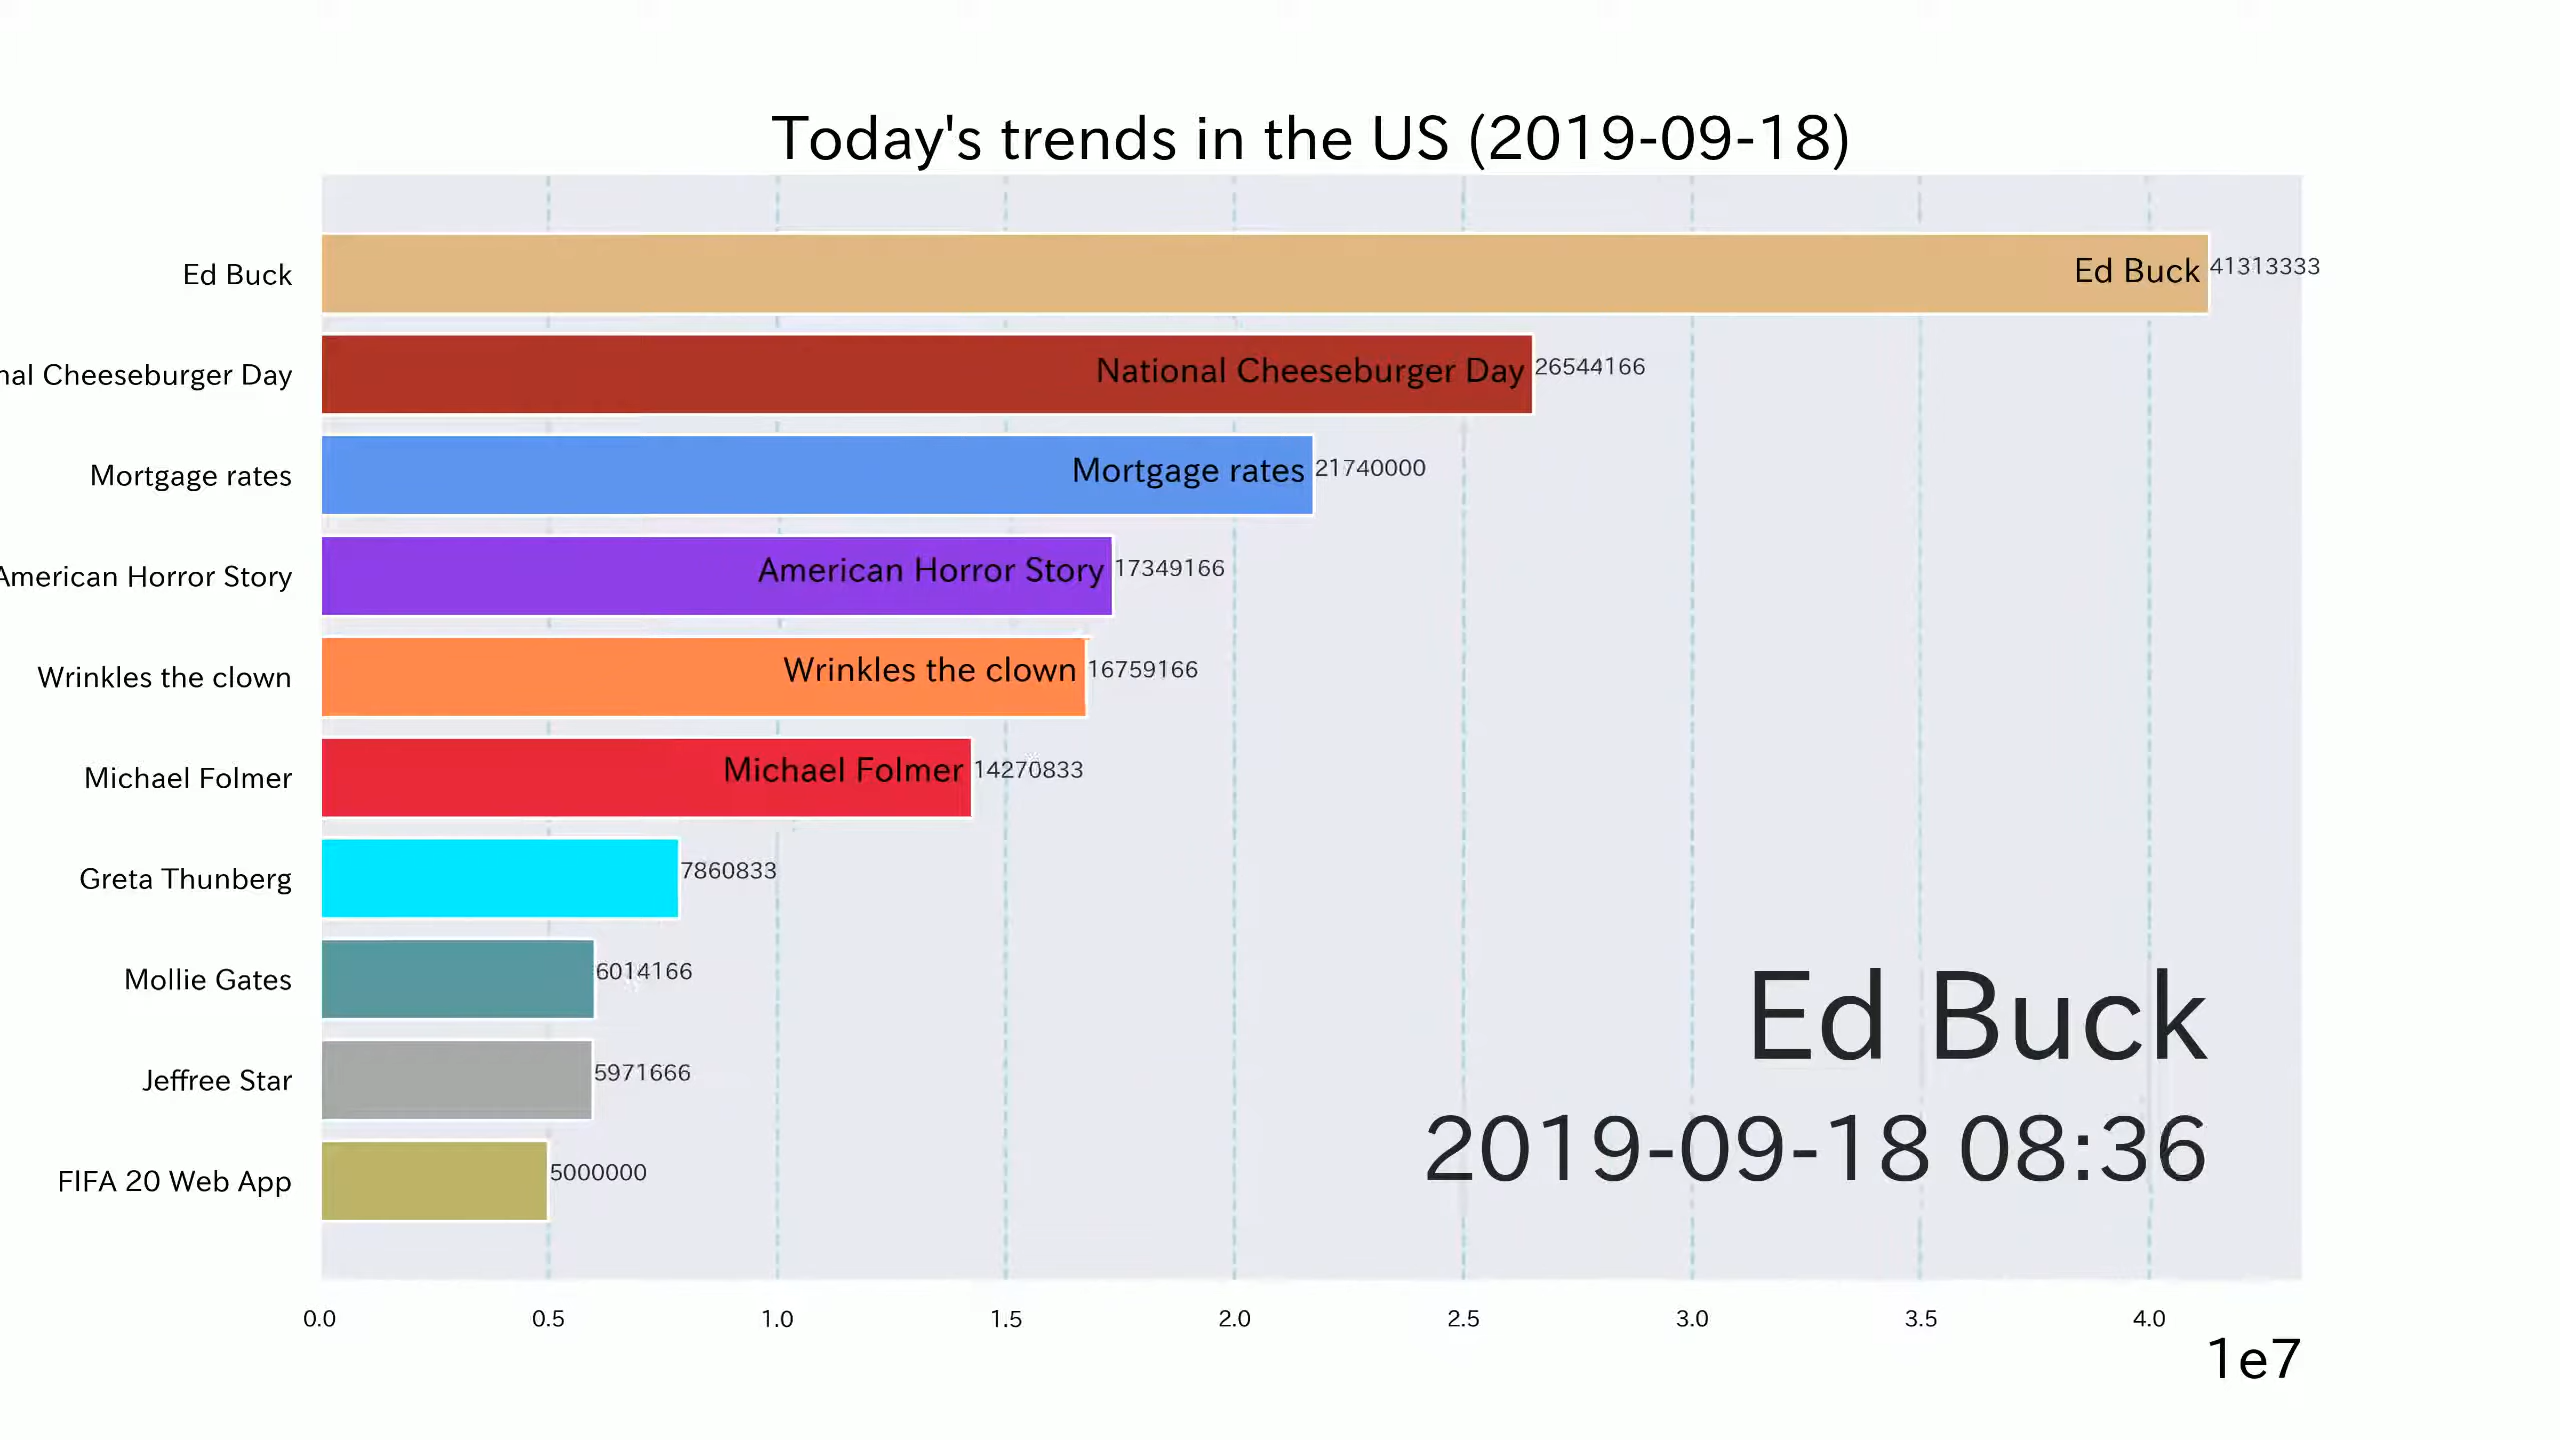 Today's trends in the US (2019-09-18)
Ed Buck
Ed Buck 41313333
nal Cheeseburger Day
National Cheeseburger Day 26544166
Mortgage rates
Mortgage rates 21740000
American Horror Story
American Horror Story 17349166
Wrinkles the clown
Wrinkles the clown 16759166
Michael Folmer
Michael Folmer 14270833
Greta Thunberg 7860833
Mollie Gates 6014166
Jeffree Star 5971666
FIFA 20 Web App 5000000
Ed Buck
2019-09-18 08:36
0.0 0.5 1.0 1.5 2.0 2.5 3.0 3.5 4.0
1e7